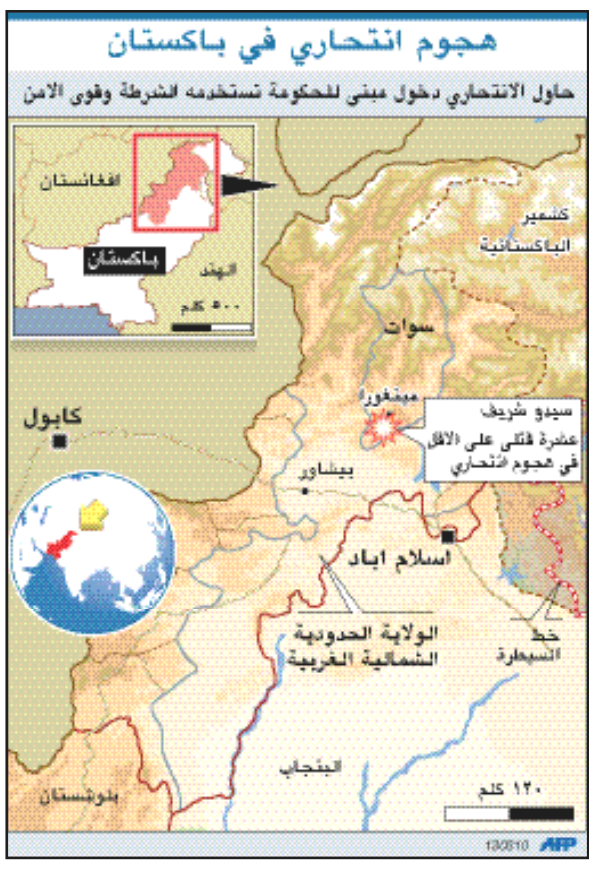 هجوم انتحاري في باكستان
حاول الانتحاري دخول مبنى للحكومة تستخدمه الشرطة وقوى الامن
افغانستان
باكستان
الهند
٥٠٠ كلم
كشمير
الباكستانية
سوات
مينغورا
سيدو شريف
عشرة قتلى على الاقل
في هجوم انتحاري
كابول
بيشاور
اسلام اباد
الولاية الحدودية
الشمالية الغربية
خط
السيطرة
البنجاب
بلوشستان
١٢٠ كلم
AFP